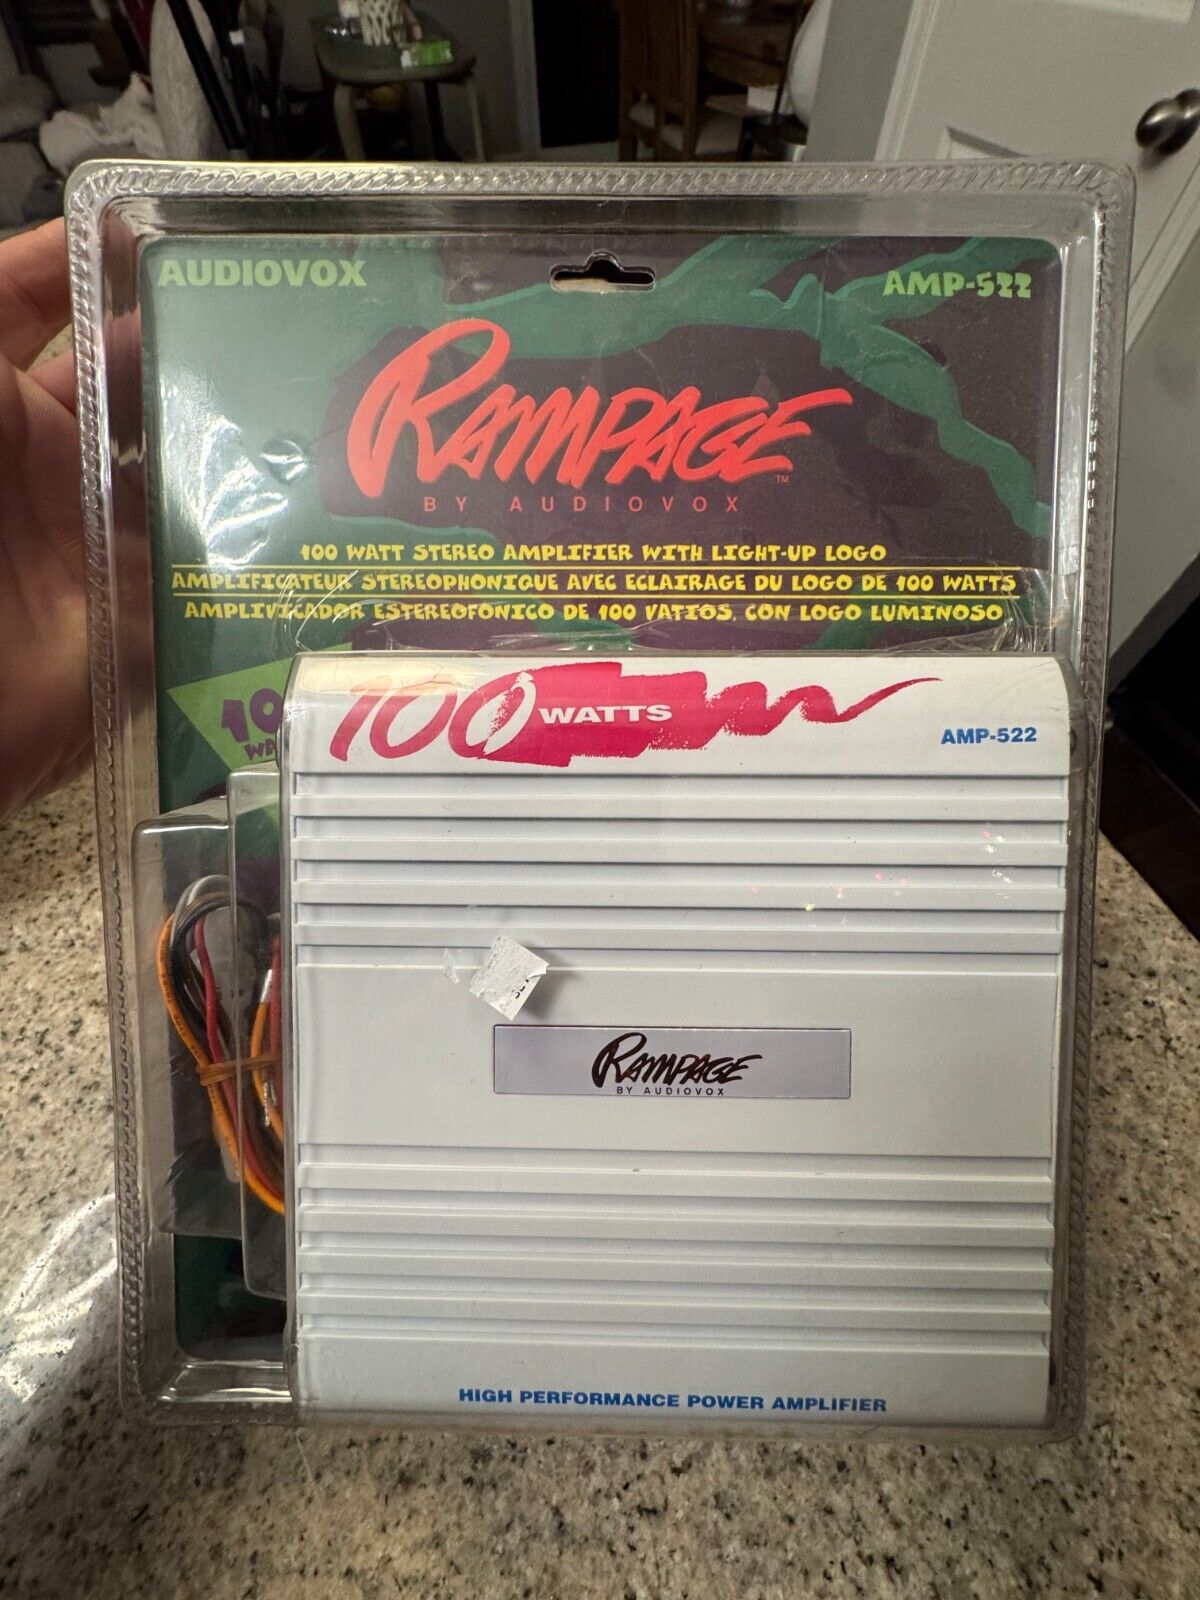 AUDIOVOX
AMP-522
RAMPAGE™
BY AUDIOVOX
100 WATT STEREO AMPLIFIER WITH LIGHT-UP LOGO
AMPLIFICATEUR STEREOPHONIQUE AVEC ECLAIRAGE DU LOGO DE 100 WATTS
AMPLIVICADOR ESTEREOFONICO DE 100 VATIOS, CON LOGO LUMINOSO
100 WATTS
AMP-522
RAMPAGE
BY AUDIOVOX
HIGH PERFORMANCE POWER AMPLIFIER